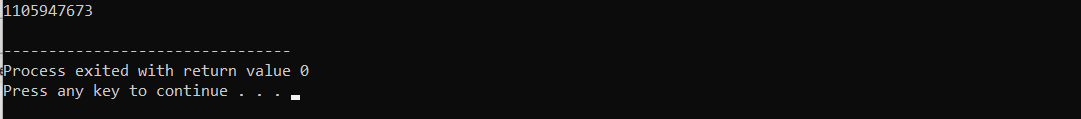 1105947673
--------------------------------
Process exited with return value 0
Press any key to continue . . .